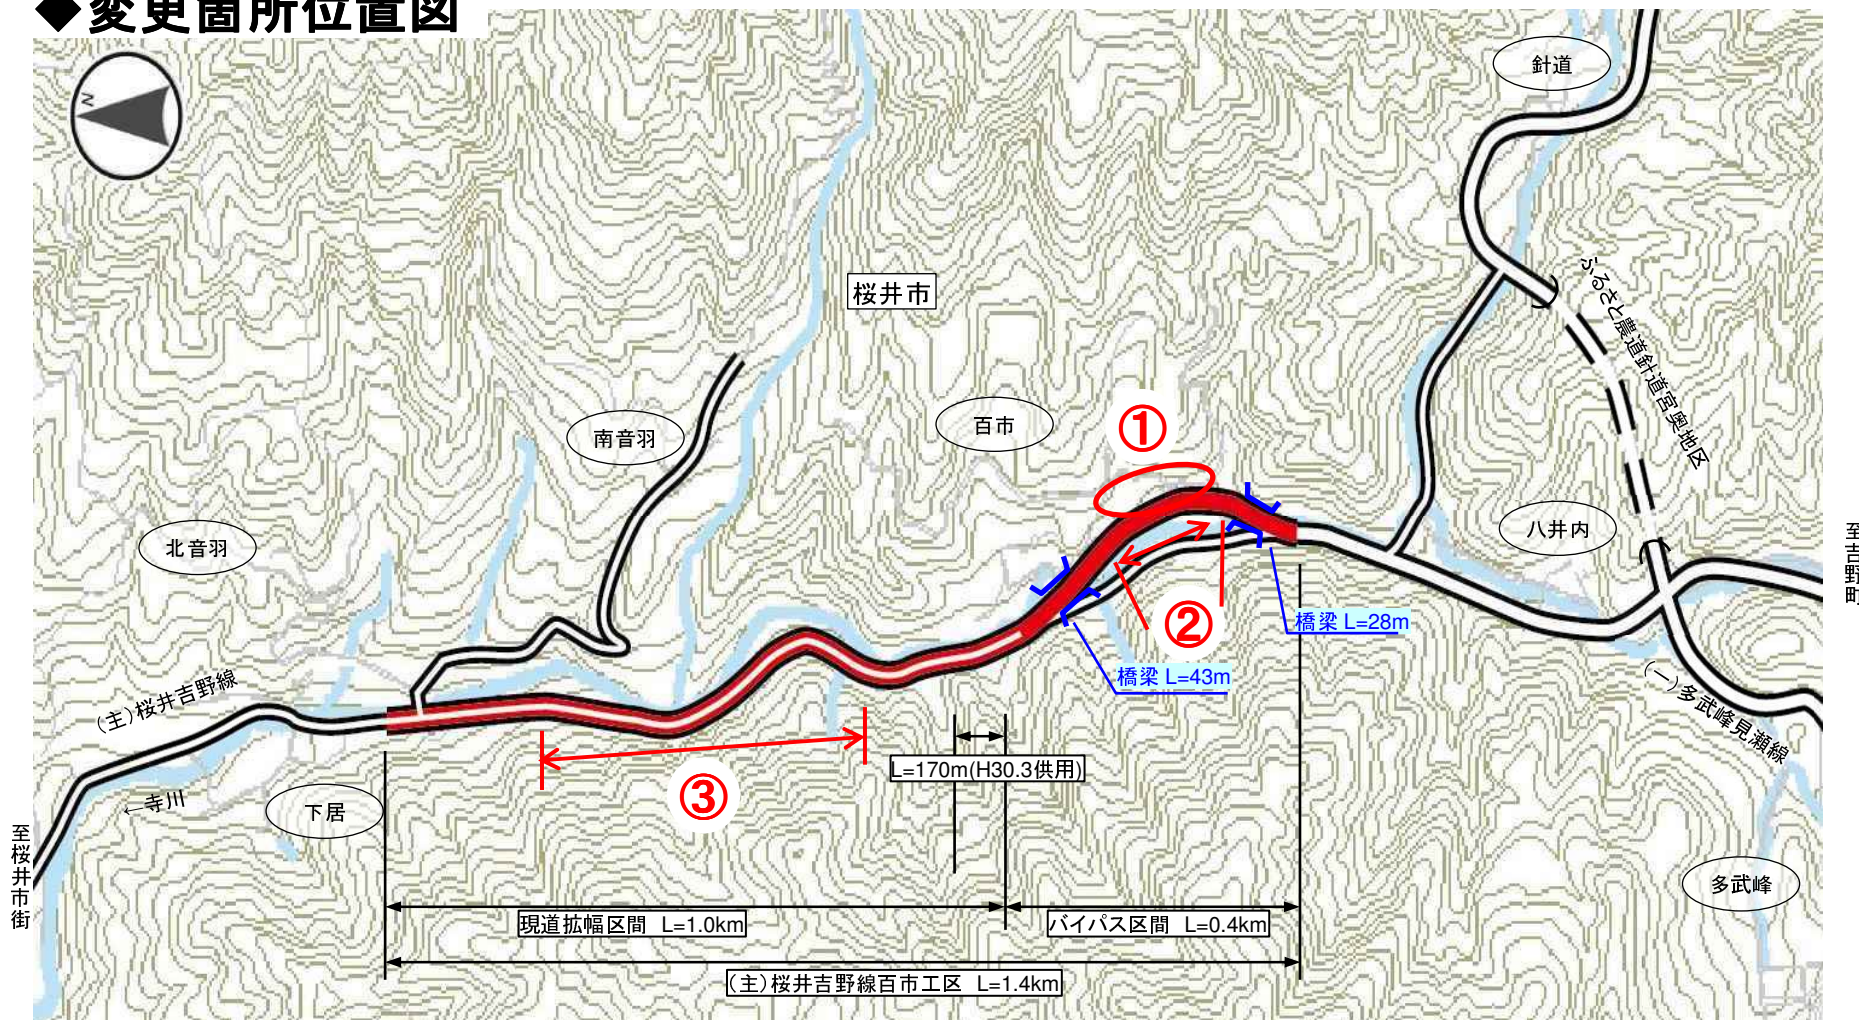 ◆変更箇所位置図
N
針道
ふるさと農道針道宮奥地区
桜井市
百市
①
南音羽
北音羽
八井内
至吉野町
②
橋梁 L=28m
橋梁 L=43m
(主)桜井吉野線
(一)多武峰見瀬線
L=170m(H30.3供用)
③
←寺川
下居
至桜井市街
多武峰
現道拡幅区間 L=1.0km
バイパス区間 L=0.4km
(主)桜井吉野線百市工区 L=1.4km